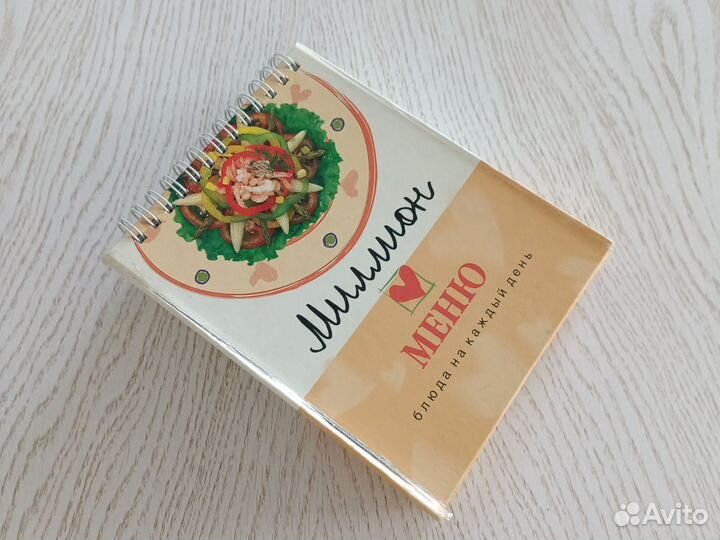 Миллион
МЕНЮ
блюда на каждый день
Avito